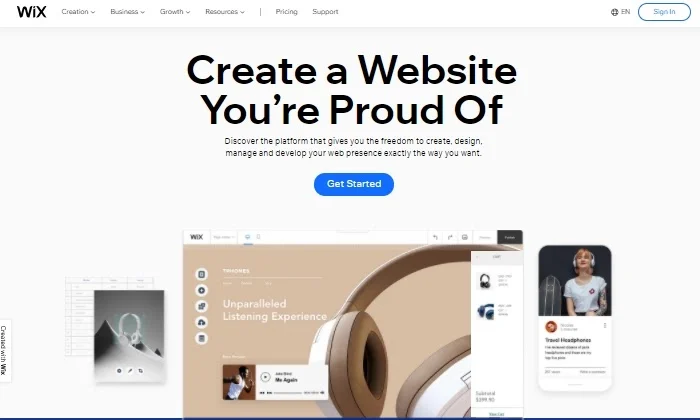 WiX
Creation
Business
Growth
Resources
Pricing
Support
EN
Sign In
Create a Website
You're Proud Of
Discover the platform that gives you the freedom to create, design,
manage and develop your web presence exactly the way you want.
Get Started
WiX
Unparalleled
Listening Experience
Me Again
Subtotal
$399.90
Travel Headphones
Created with Wix